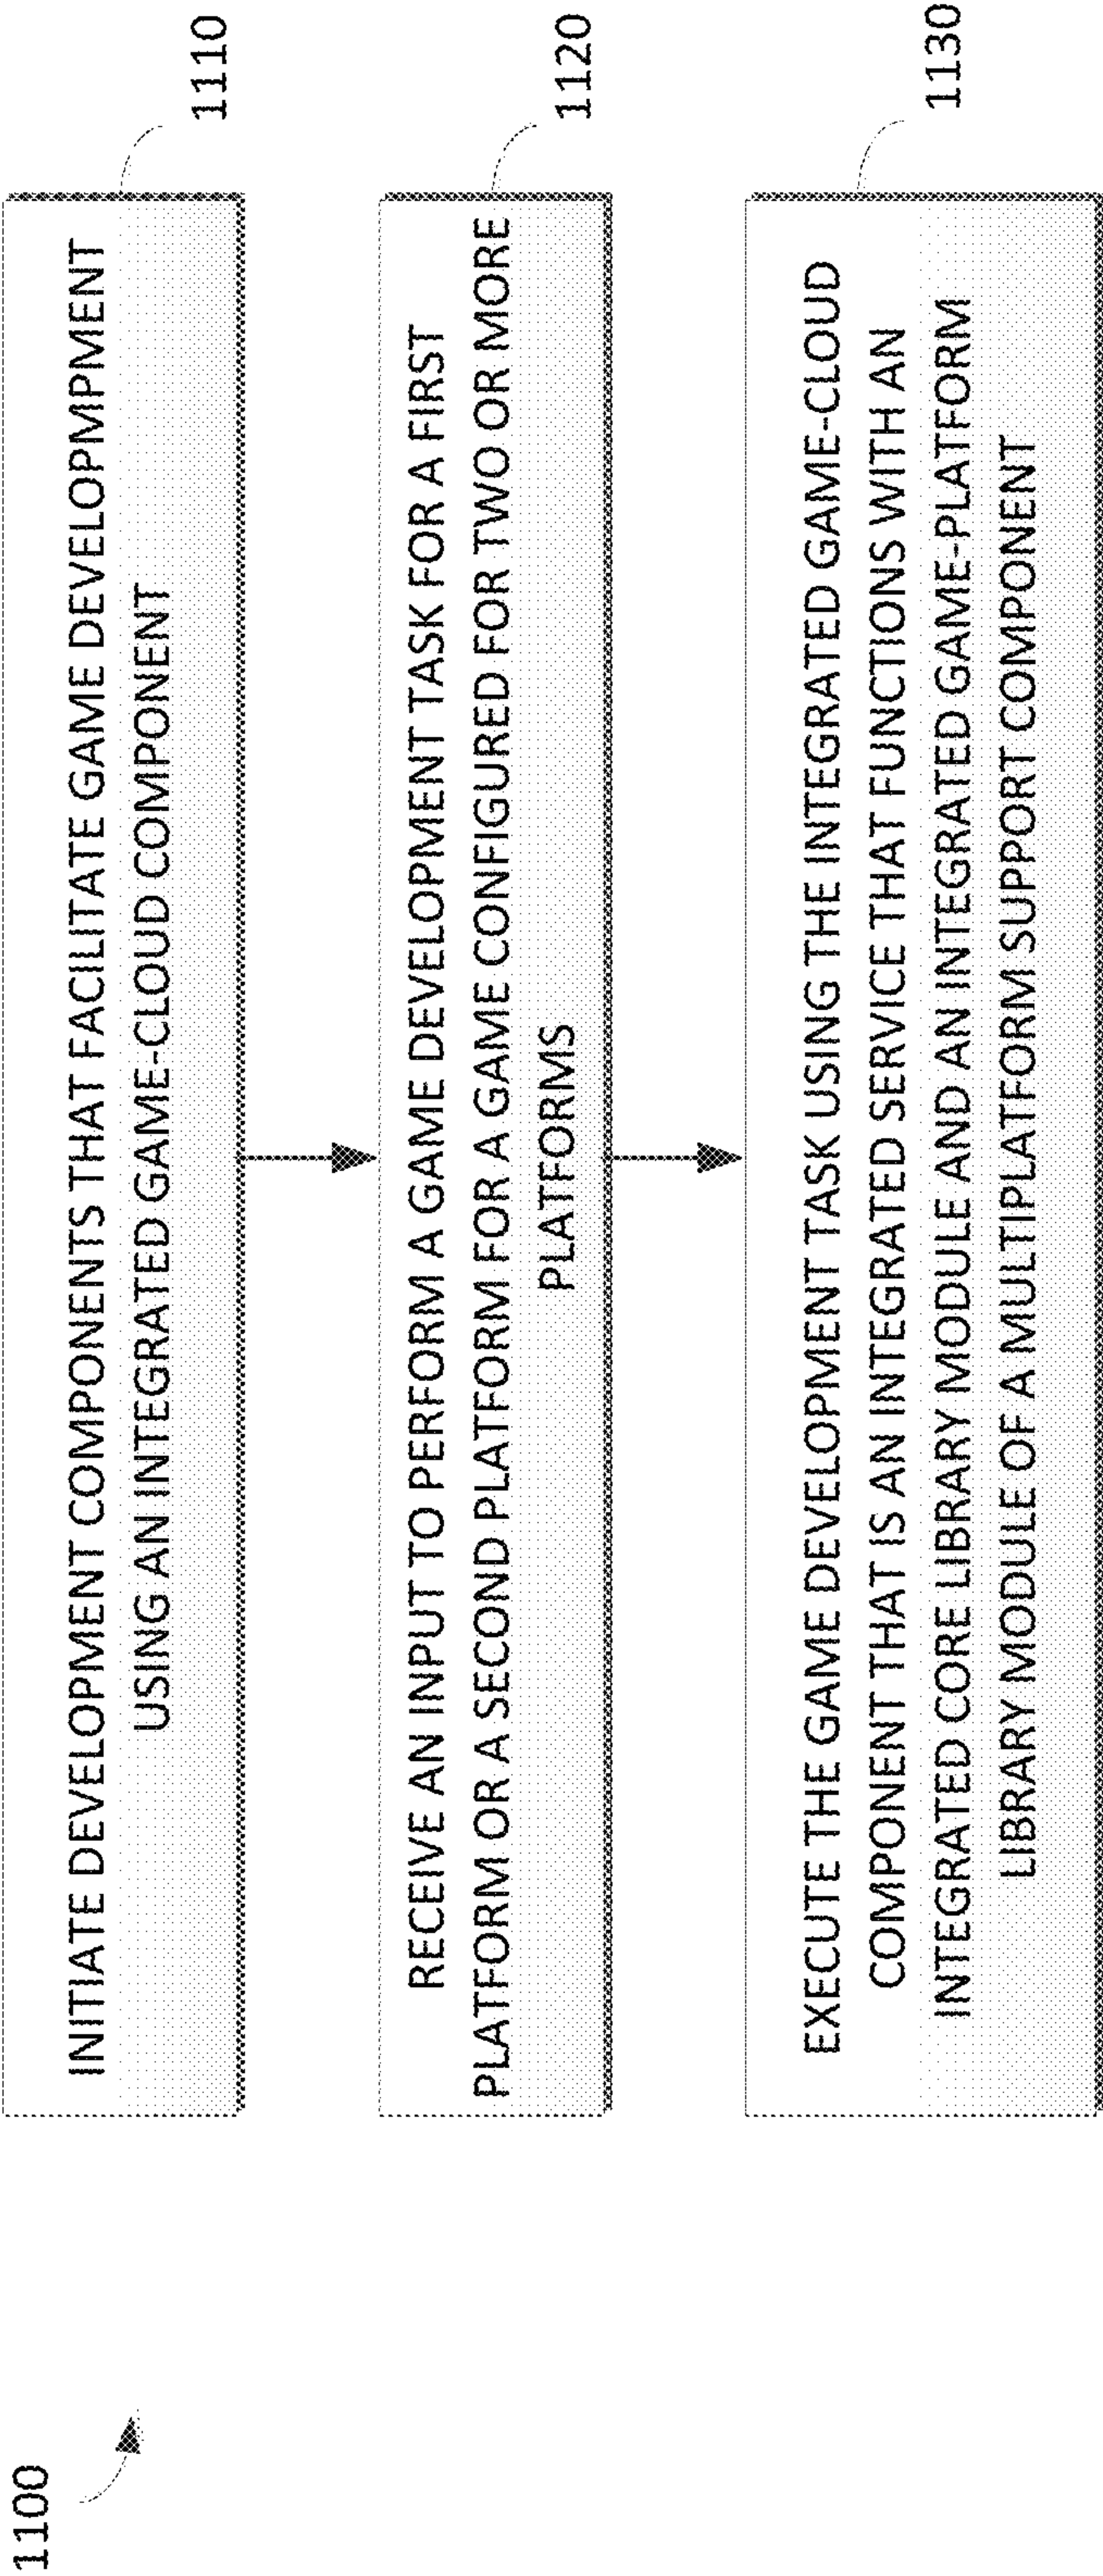 1100
INITIATE DEVELOPMENT COMPONENTS THAT FACILITATE GAME DEVELOPMPMENT
USING AN INTEGRATED GAME-CLOUD COMPONENT
1110
RECEIVE AN INPUT TO PERFORM A GAME DEVELOPMENT TASK FOR A FIRST
PLATFORM OR A SECOND PLATFORM FOR A GAME CONFIGURED FOR TWO OR MORE
PLATFORMS
1120
EXECUTE THE GAME DEVELOPMENT TASK USING THE INTEGRATED GAME-CLOUD
COMPONENT THAT IS AN INTEGRATED SERVICE THAT FUNCTIONS WITH AN
INTEGRATED CORE LIBRARY MODULE AND AN INTEGRATED GAME-PLATFORM
LIBRARY MODULE OF A MULTIPLATFORM SUPPORT COMPONENT
1130